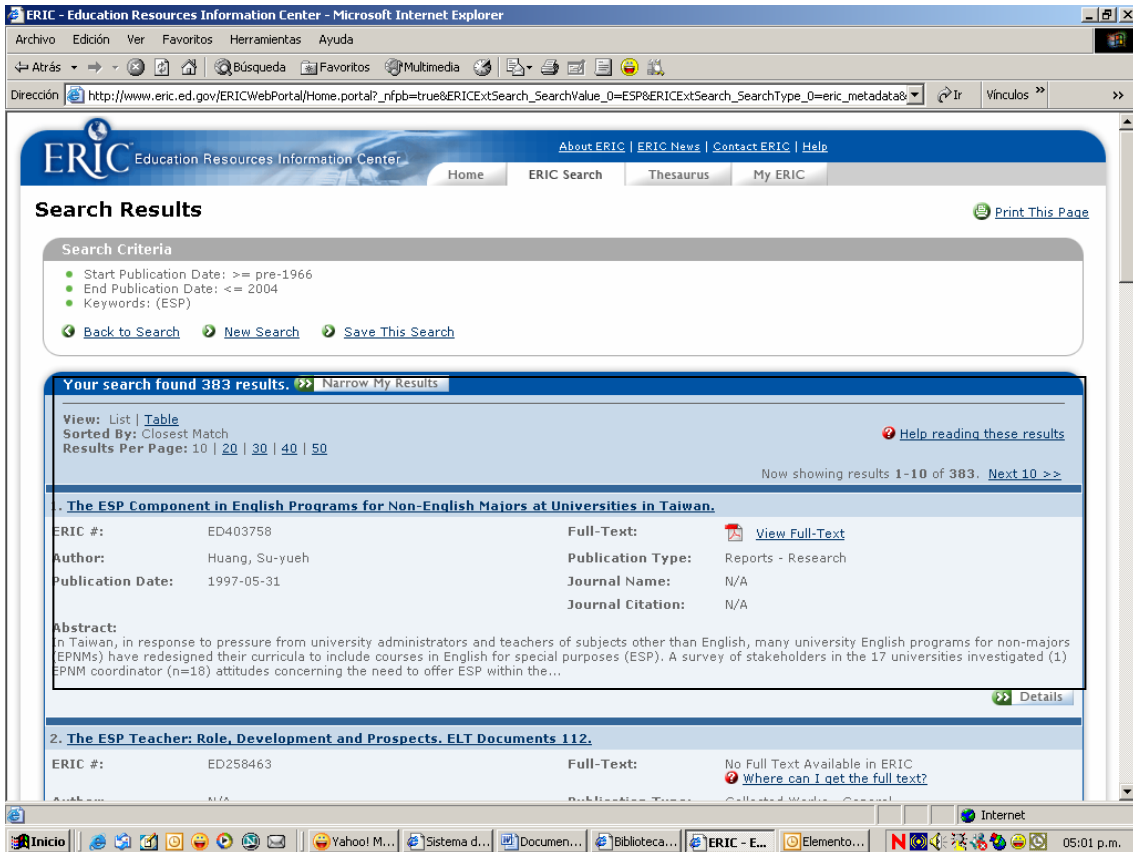 ERIC - Education Resources Information Center - Microsoft Internet Explorer
Archivo Edición Ver Favoritos Herramientas Ayuda
Atrás Búsqueda Favoritos Multimedia
Dirección http://www.eric.ed.gov/ERICWebPortal/Home.portal?_nfpb=true&ERICExtSearch_SearchValue_0=ESP&ERICExtSearch_SearchType_0=eric_metadata& Ir Vínculos »
About ERIC | ERIC News | Contact ERIC | Help
ERIC Education Resources Information Center
Home ERIC Search Thesaurus My ERIC
Search Results Print This Page
Search Criteria
Start Publication Date: >= pre-1966
End Publication Date: <= 2004
Keywords: (ESP)
Back to Search New Search Save This Search
Your search found 383 results. Narrow My Results
View: List | Table
Sorted By: Closest Match Help reading these results
Results Per Page: 10 | 20 | 30 | 40 | 50
Now showing results 1-10 of 383. Next 10 >>
1. The ESP Component in English Programs for Non-English Majors at Universities in Taiwan.
ERIC #: ED403758 Full-Text: View Full-Text
Author: Huang, Su-yueh Publication Type: Reports - Research
Publication Date: 1997-05-31 Journal Name: N/A
Journal Citation: N/A
Abstract:
In Taiwan, in response to pressure from university administrators and teachers of subjects other than English, many university English programs for non-majors
(EPNMs) have redesigned their curricula to include courses in English for special purposes (ESP). A survey of stakeholders in the 17 universities investigated (1)
EPNM coordinator (n=18) attitudes concerning the need to offer ESP within the...
Details
2. The ESP Teacher: Role, Development and Prospects. ELT Documents 112.
ERIC #: ED258463 Full-Text: No Full Text Available in ERIC
Where can I get the full text?
Author: N/A Publication Type: Collected Works - General
Internet
Inicio Yahoo! M... Sistema d... Documen... Biblioteca... ERIC - E... Elemento... 05:01 p.m.